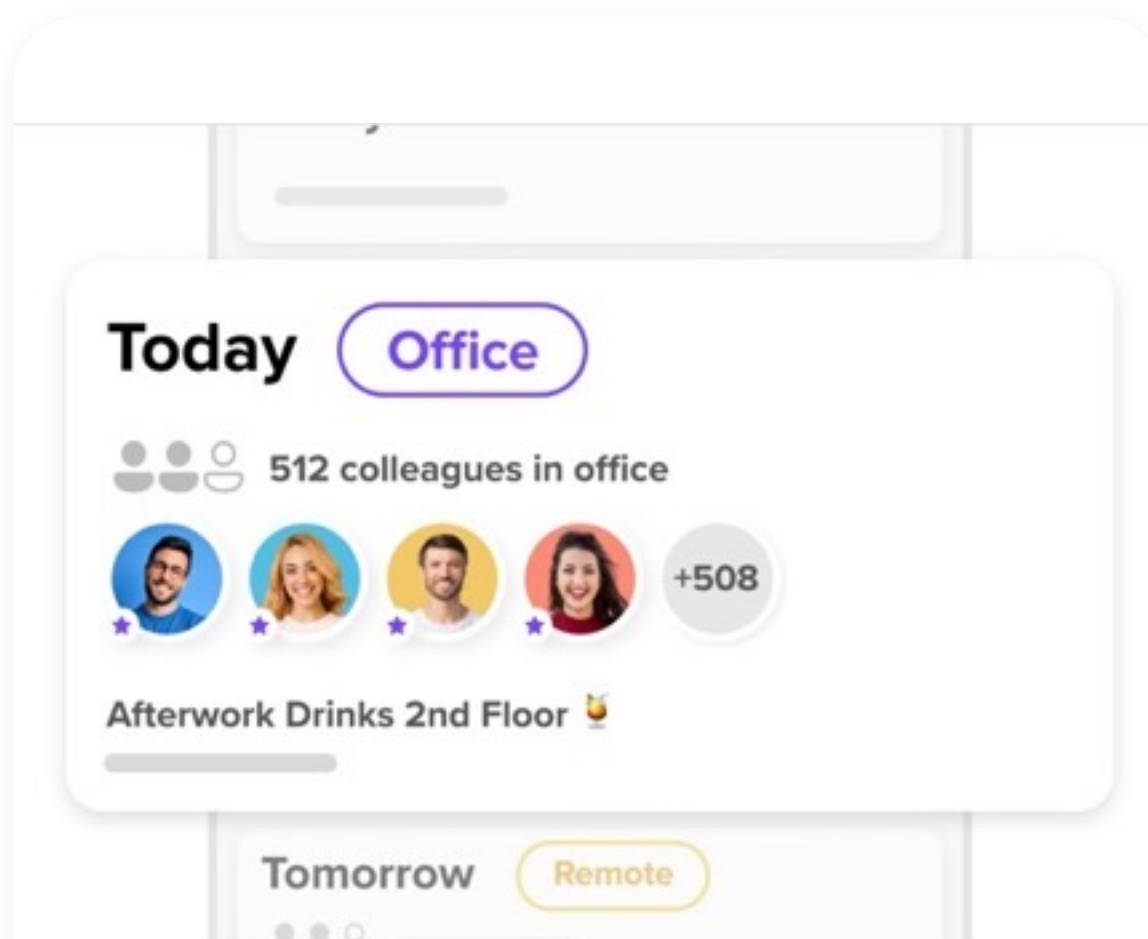 Today
Office
512 colleagues in office
+508
Afterwork Drinks 2nd Floor 🍹
Tomorrow
Remote